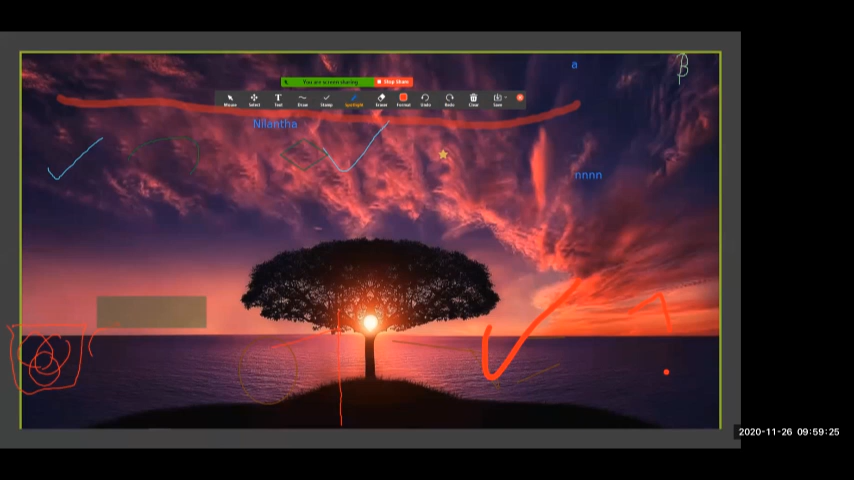 a
B
You are screen sharing Stop Share
Mouse Select Text Draw Stamp Spotlight Eraser Format Undo Redo Clear Save
Nilantha
nnnn
2020-11-26 09:59:25